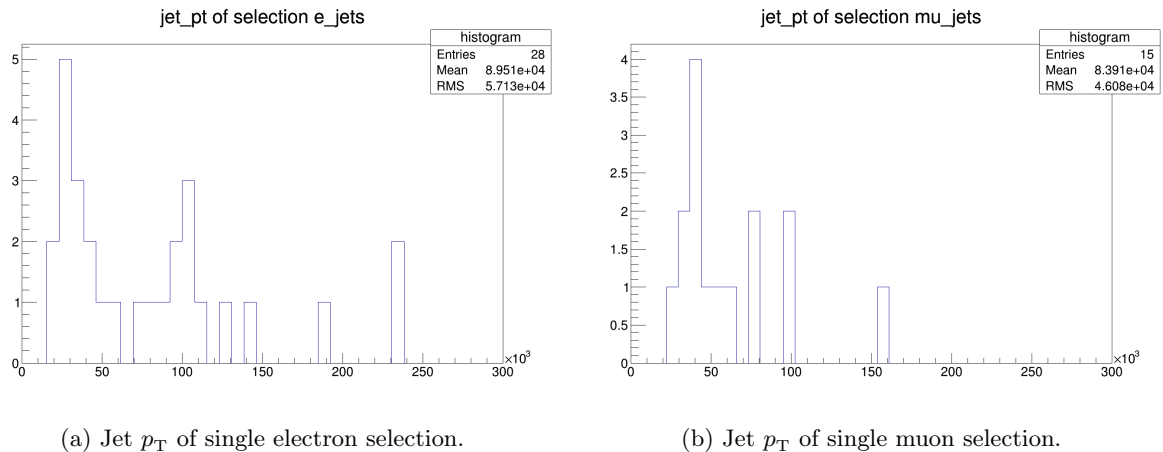 jet_pt of selection e_jets
histogram
Entries 28
Mean 8.951e+04
RMS 5.713e+04
5
4
3
2
1
0
0 50 100 150 200 250 300
×10³
(a) Jet p_T of single electron selection.
jet_pt of selection mu_jets
histogram
Entries 15
Mean 8.391e+04
RMS 4.608e+04
4
3.5
3
2.5
2
1.5
1
0.5
0
0 50 100 150 200 250 300
×10³
(b) Jet p_T of single muon selection.